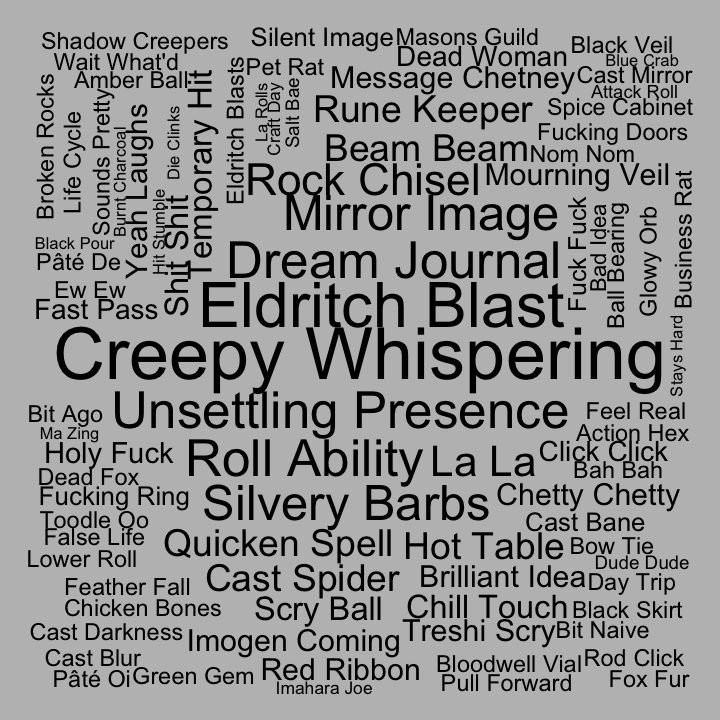 Shadow Creepers
Silent Image
Masons Guild
Black Veil
Wait What'd
Dead Woman
Blue Crab
Amber Ball
Pet Rat
Message Chetney
Cast Mirror
Attack Roll
Rune Keeper
Spice Cabinet
Broken Rocks
Life Cycle
Sounds Pretty
Burnt Charcoal
Yeah Laughs
Die Clinks
Hit Stumble
Shit Shit
Temporary Hit
Eldritch Blasts
La Rolls
Craft Day
Salt Bae
Fucking Doors
Beam Beam
Nom Nom
Rock Chisel
Mourning Veil
Mirror Image
Fuck Fuck
Bad Idea
Ball Bearing
Glowy Orb
Business Rat
Black Pour
Pâté De
Dream Journal
Ew Ew
Fast Pass
Eldritch Blast
Stays Hard
Creepy Whispering
Bit Ago
Unsettling Presence
Feel Real
Ma Zing
Action Hex
Holy Fuck
Roll Ability
La La
Click Click
Dead Fox
Bah Bah
Fucking Ring
Silvery Barbs
Chetty Chetty
Toodle Oo
Cast Bane
False Life
Quicken Spell
Hot Table
Bow Tie
Lower Roll
Dude Dude
Feather Fall
Cast Spider
Brilliant Idea
Day Trip
Chicken Bones
Scry Ball
Chill Touch
Black Skirt
Cast Darkness
Imogen Coming
Treshi Scry
Bit Naive
Cast Blur
Red Ribbon
Bloodwell Vial
Rod Click
Pâté Oi
Green Gem
Imahara Joe
Pull Forward
Fox Fur